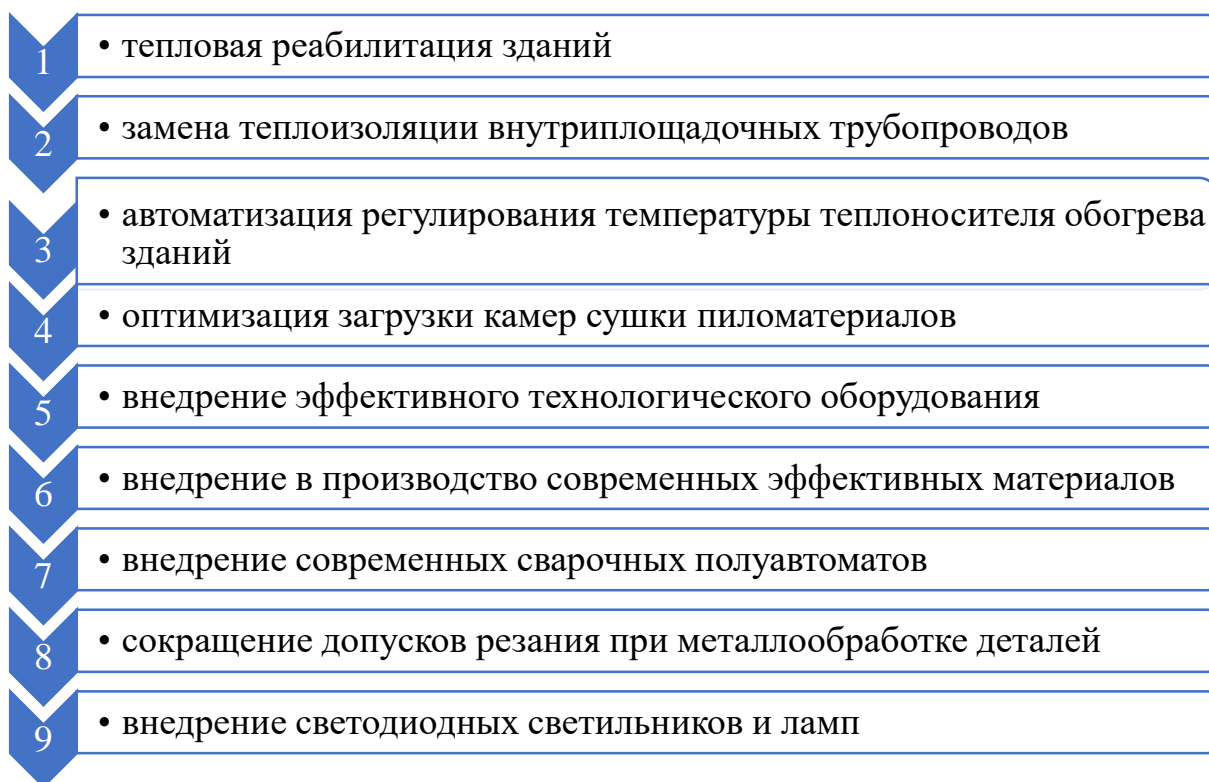 1
• тепловая реабилитация зданий
2
• замена теплоизоляции внутриплощадочных трубопроводов
3
• автоматизация регулирования температуры теплоносителя обогрева
зданий
4
• оптимизация загрузки камер сушки пиломатериалов
5
• внедрение эффективного технологического оборудования
6
• внедрение в производство современных эффективных материалов
7
• внедрение современных сварочных полуавтоматов
8
• сокращение допусков резания при металлообработке деталей
9
• внедрение светодиодных светильников и ламп